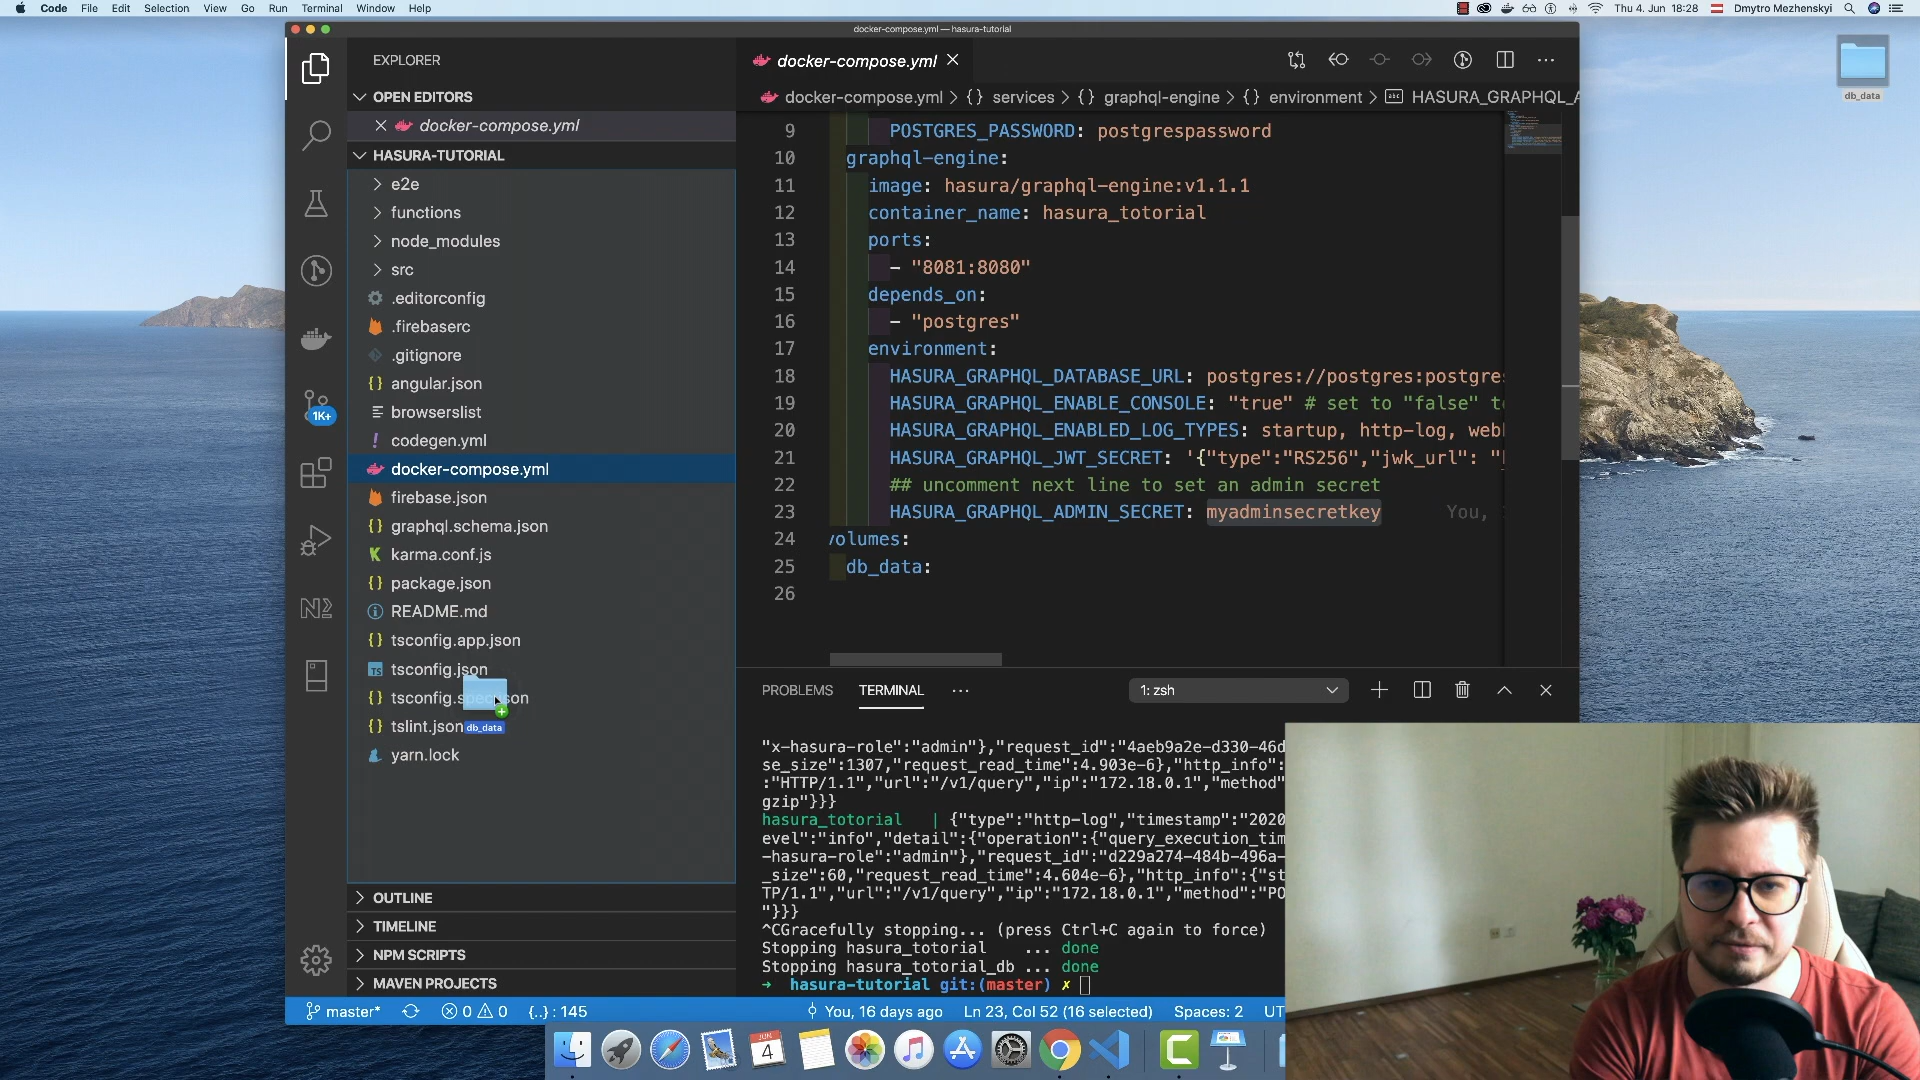 Code File Edit Selection View Go Run Terminal Window Help
Thu 4. Jun 18:28 Dmytro Mezhenskyi
docker-compose.yml — hasura-tutorial
db_data
EXPLORER
OPEN EDITORS
docker-compose.yml
HASURA-TUTORIAL
e2e
functions
node_modules
src
.editorconfig
.firebaserc
.gitignore
angular.json
browserslist
codegen.yml
docker-compose.yml
firebase.json
graphql.schema.json
karma.conf.js
package.json
README.md
tsconfig.app.json
tsconfig.json
tsconfig.spec.json
tslint.json
db_data
yarn.lock
OUTLINE
TIMELINE
NPM SCRIPTS
MAVEN PROJECTS
1K+
docker-compose.yml
docker-compose.yml > {} services > {} graphql-engine > {} environment > HASURA_GRAPHQL_A
9 POSTGRES_PASSWORD: postgrespassword
10 graphql-engine:
11 image: hasura/graphql-engine:v1.1.1
12 container_name: hasura_totorial
13 ports:
14 - "8081:8080"
15 depends_on:
16 - "postgres"
17 environment:
18 HASURA_GRAPHQL_DATABASE_URL: postgres://postgres:postgres
19 HASURA_GRAPHQL_ENABLE_CONSOLE: "true" # set to "false" to
20 HASURA_GRAPHQL_ENABLED_LOG_TYPES: startup, http-log, web
21 HASURA_GRAPHQL_JWT_SECRET: '{"type":"RS256","jwk_url": "
22 ## uncomment next line to set an admin secret
23 HASURA_GRAPHQL_ADMIN_SECRET: myadminsecretkey You,
24 volumes:
25 db_data:
26
PROBLEMS TERMINAL ... 1: zsh
"x-hasura-role":"admin"},"request_id":"4aeb9a2e-d330-46d
se_size":1307,"request_read_time":4.903e-6},"http_info":
:"HTTP/1.1","url":"/v1/query","ip":"172.18.0.1","method"
gzip"}}}
hasura_totorial | {"type":"http-log","timestamp":"2020
evel":"info","detail":{"operation":{"query_execution_tim
-hasura-role":"admin"},"request_id":"d229a274-484b-496a-
_size":60,"request_read_time":4.604e-6},"http_info":{"st
TP/1.1","url":"/v1/query","ip":"172.18.0.1","method":"PO
"}}}
^CGracefully stopping... (press Ctrl+C again to force)
Stopping hasura_totorial ... done
Stopping hasura_totorial_db ... done
➜ hasura-tutorial git:(master) ✗
master* 0 0 {..} : 145 You, 16 days ago Ln 23, Col 52 (16 selected) Spaces: 2 UT
JUN
4